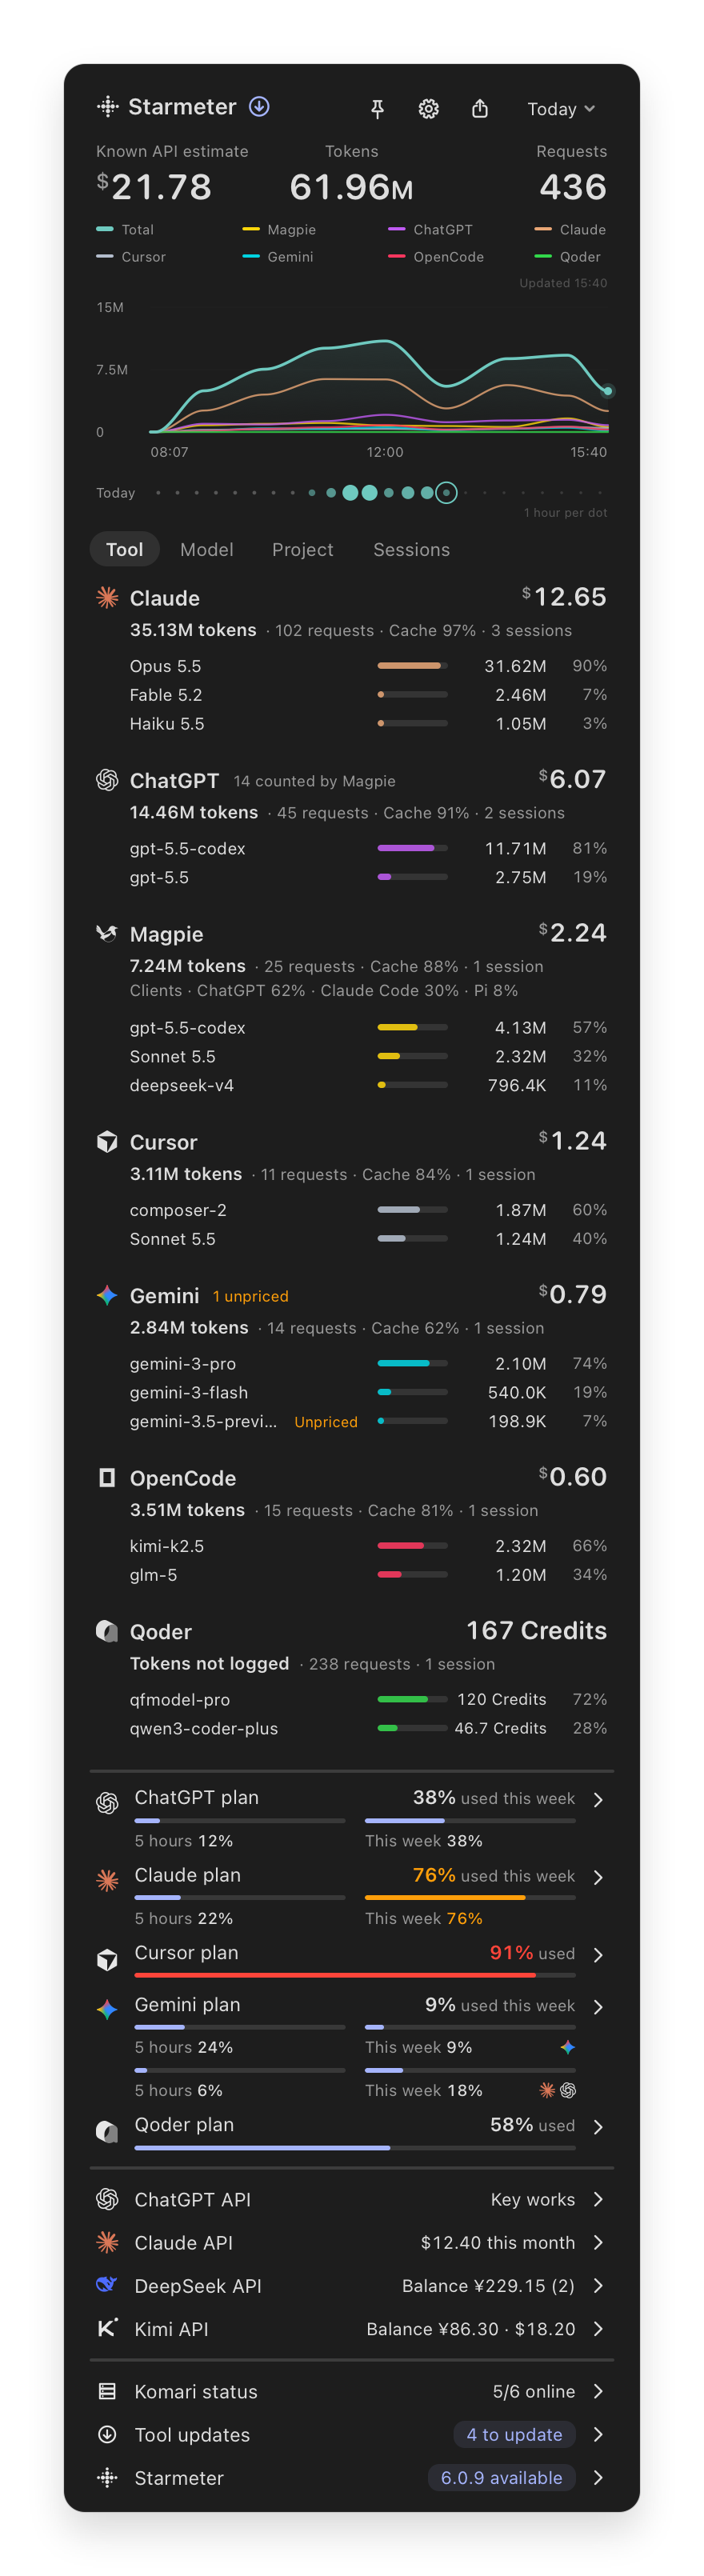 Starmeter
Today
Known API estimate Tokens Requests
$21.78 61.96M 436
Total Magpie ChatGPT Claude
Cursor Gemini OpenCode Qoder
Updated 15:40
15M
7.5M
0
08:07 12:00 15:40
Today
1 hour per dot
Tool Model Project Sessions
Claude $12.65
35.13M tokens · 102 requests · Cache 97% · 3 sessions
Opus 5.5 31.62M 90%
Fable 5.2 2.46M 7%
Haiku 5.5 1.05M 3%
ChatGPT 14 counted by Magpie $6.07
14.46M tokens · 45 requests · Cache 91% · 2 sessions
gpt-5.5-codex 11.71M 81%
gpt-5.5 2.75M 19%
Magpie $2.24
7.24M tokens · 25 requests · Cache 88% · 1 session
Clients · ChatGPT 62% · Claude Code 30% · Pi 8%
gpt-5.5-codex 4.13M 57%
Sonnet 5.5 2.32M 32%
deepseek-v4 796.4K 11%
Cursor $1.24
3.11M tokens · 11 requests · Cache 84% · 1 session
composer-2 1.87M 60%
Sonnet 5.5 1.24M 40%
Gemini 1 unpriced $0.79
2.84M tokens · 14 requests · Cache 62% · 1 session
gemini-3-pro 2.10M 74%
gemini-3-flash 540.0K 19%
gemini-3.5-previ... Unpriced 198.9K 7%
OpenCode $0.60
3.51M tokens · 15 requests · Cache 81% · 1 session
kimi-k2.5 2.32M 66%
glm-5 1.20M 34%
Qoder 167 Credits
Tokens not logged · 238 requests · 1 session
qfmodel-pro 120 Credits 72%
qwen3-coder-plus 46.7 Credits 28%
ChatGPT plan 38% used this week
5 hours 12% This week 38%
Claude plan 76% used this week
5 hours 22% This week 76%
Cursor plan 91% used
Gemini plan 9% used this week
5 hours 24% This week 9%
5 hours 6% This week 18%
Qoder plan 58% used
ChatGPT API Key works
Claude API $12.40 this month
DeepSeek API Balance ¥229.15 (2)
Kimi API Balance ¥86.30 · $18.20
Komari status 5/6 online
Tool updates 4 to update
Starmeter 6.0.9 available